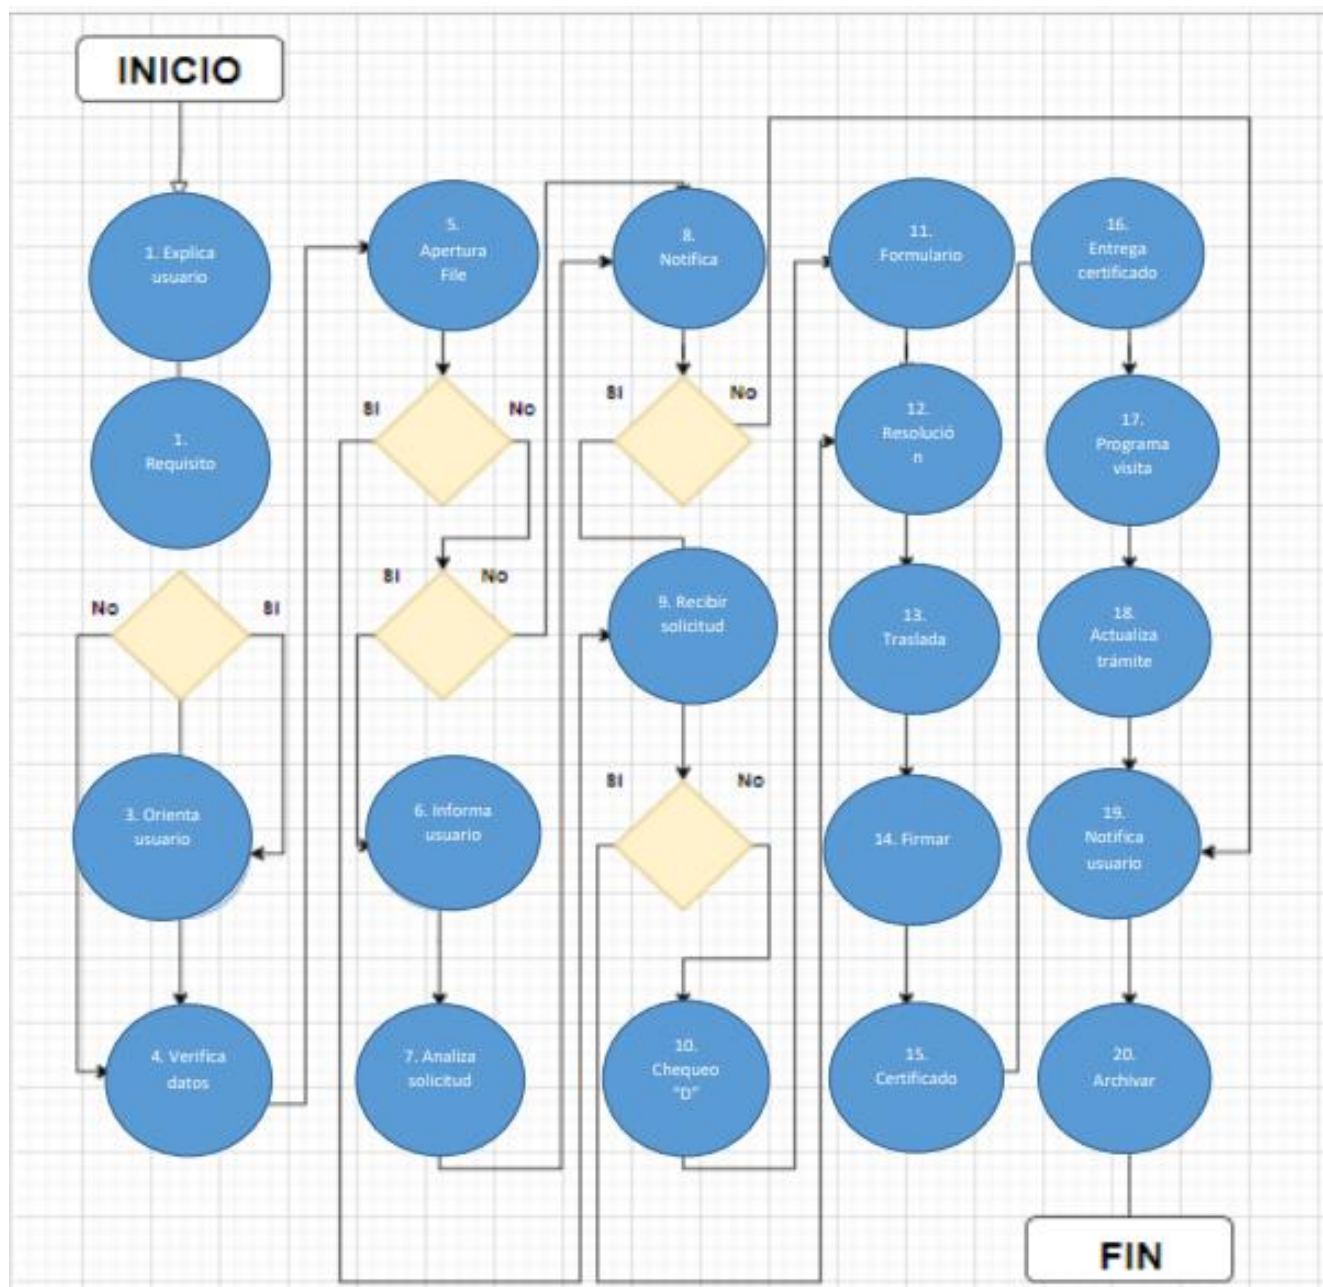 INICIO
1. Explica
usuario
1.
Requisito
No
SI
3. Orienta
usuario
4. Verifica
datos
5.
Apertura
File
SI
No
SI
No
6. Informa
usuario
7. Analiza
solicitud
8.
Notifica
SI
No
9. Recibir
solicitud
SI
No
10.
Chequeo
"D"
11.
Formulario
12.
Resolució
n
13.
Traslada
14. Firmar
15.
Certificado
16.
Entrega
certificado
17.
Programa
visita
18.
Actualiza
trámite
19.
Notifica
usuario
20.
Archivar
FIN